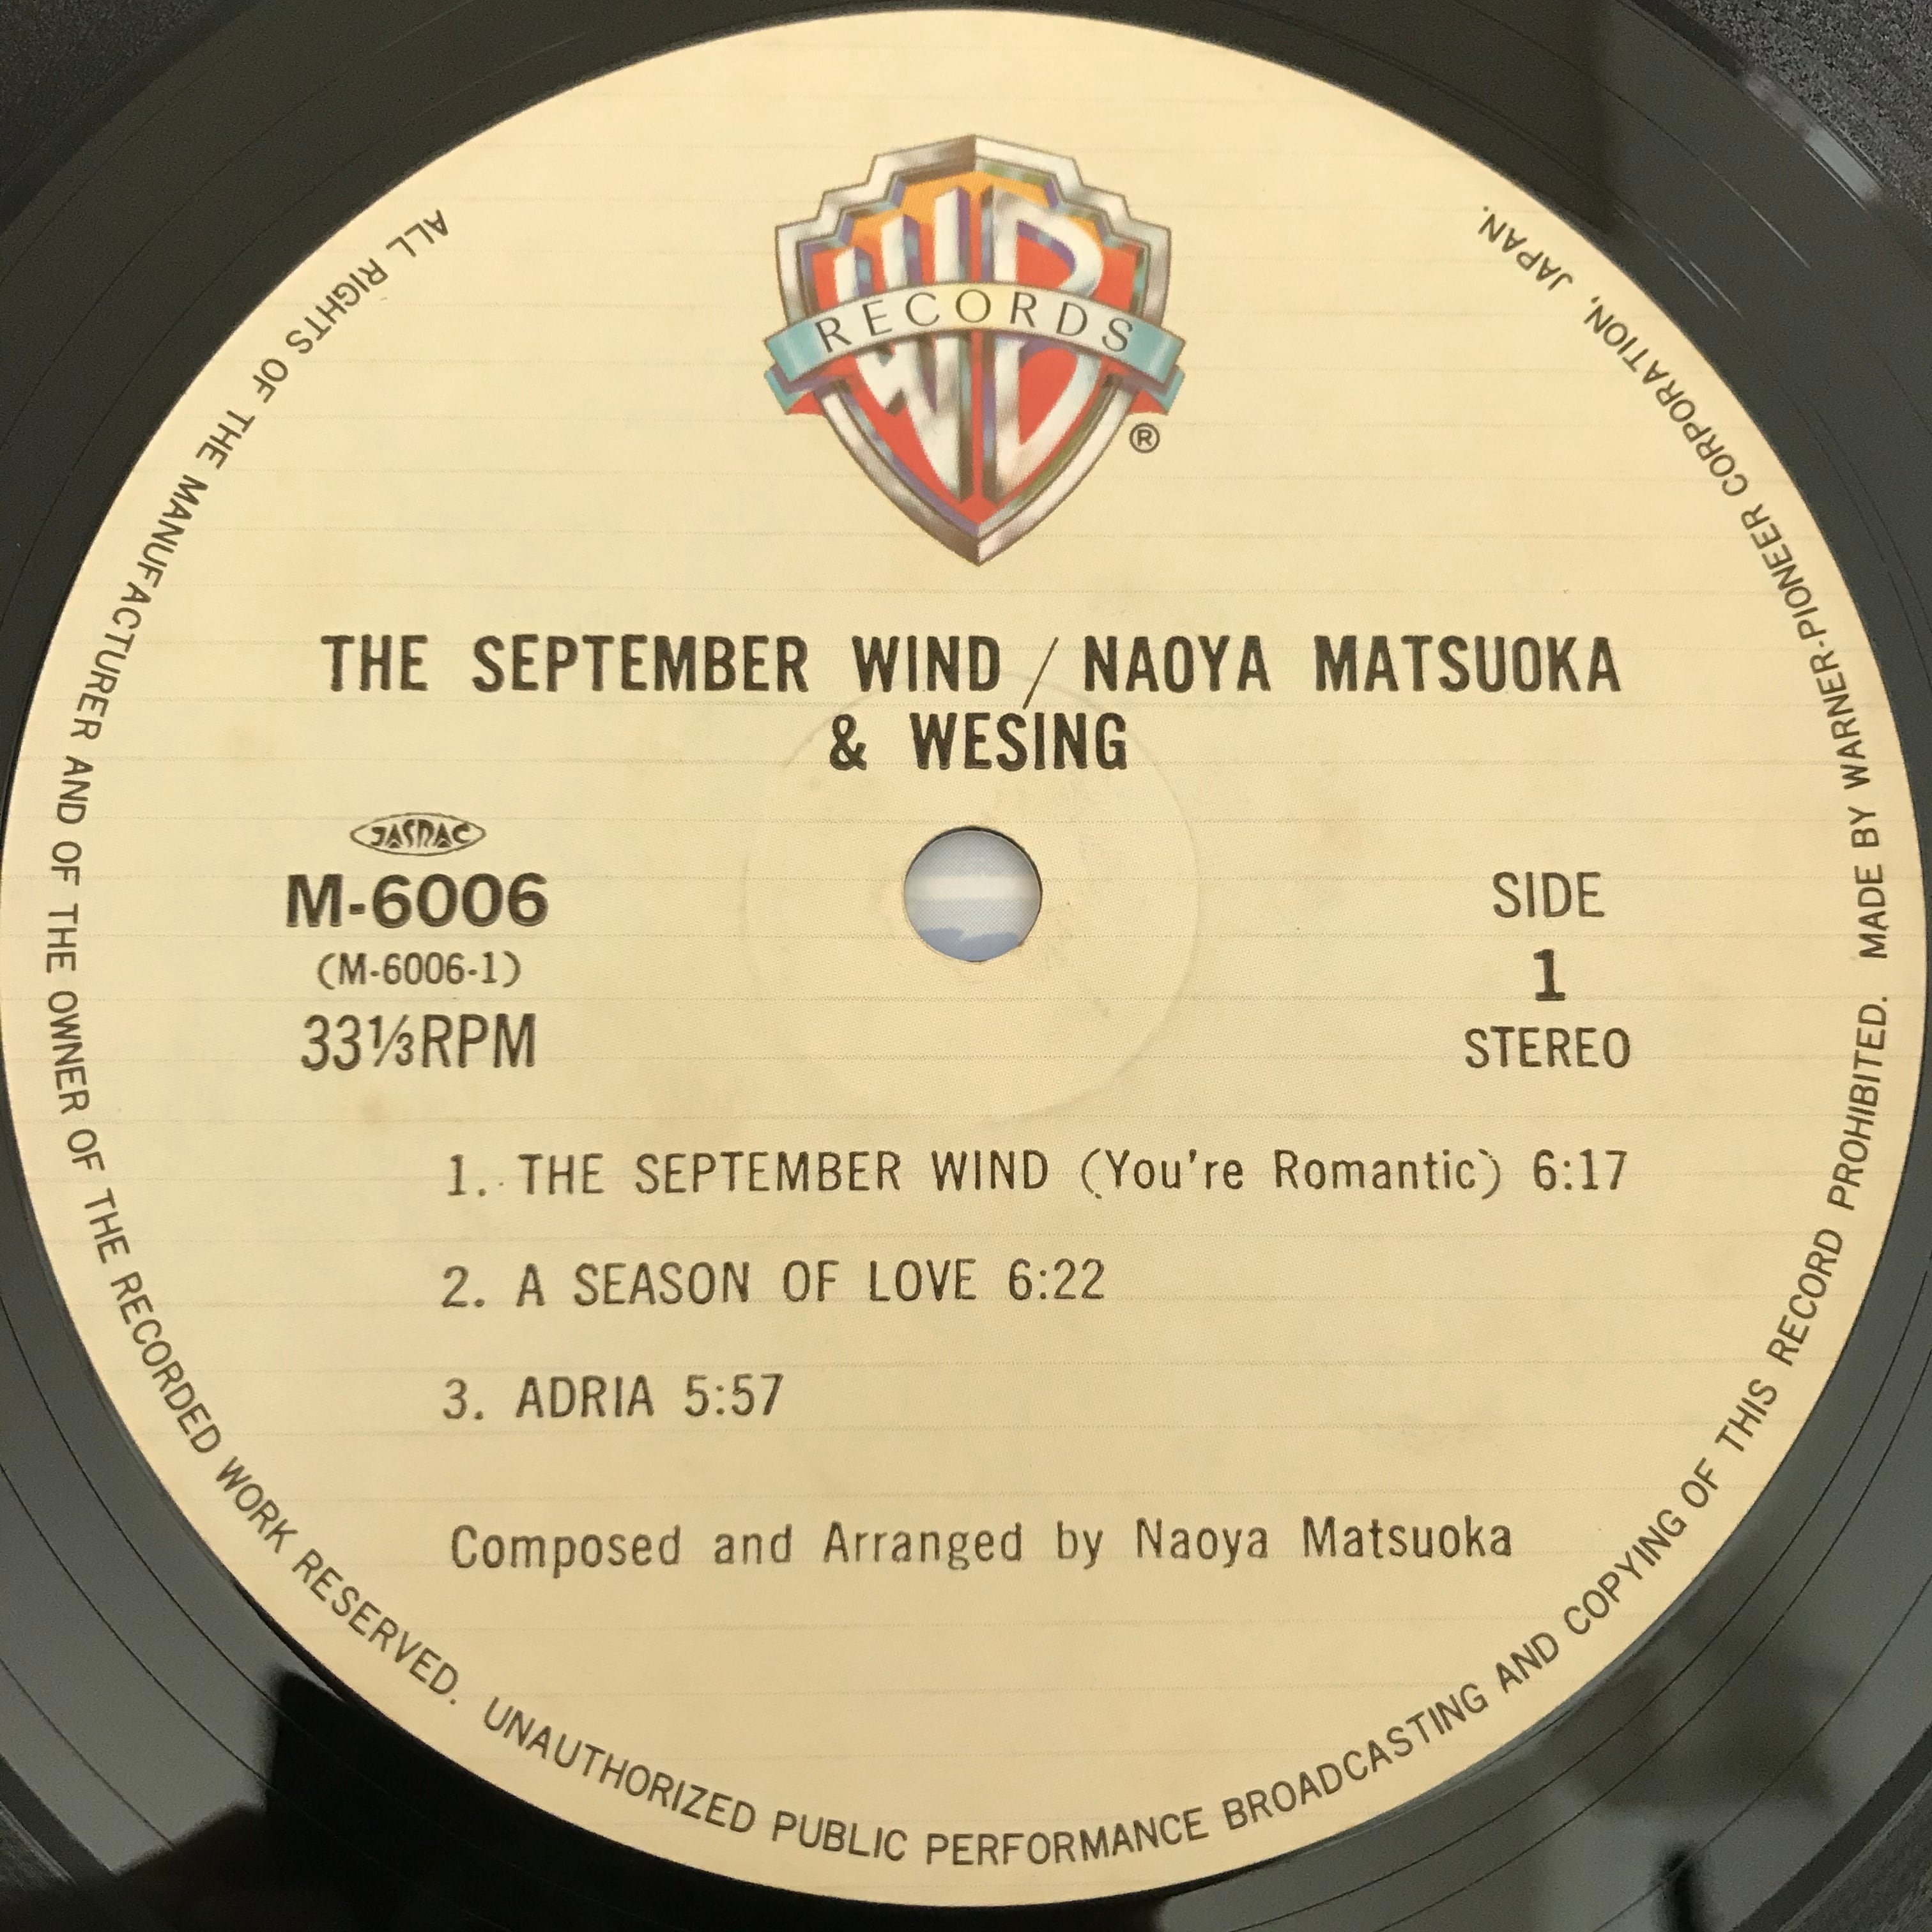 WB
RECORDS
®
THE SEPTEMBER WIND / NAOYA MATSUOKA
& WESING
JASRAC
M-6006
(M-6006-1)
33⅓RPM
SIDE
1
STEREO
1. THE SEPTEMBER WIND (You're Romantic) 6:17
2. A SEASON OF LOVE 6:22
3. ADRIA 5:57
Composed and Arranged by Naoya Matsuoka
ALL RIGHTS OF THE MANUFACTURER AND OF THE OWNER OF THE RECORDED WORK RESERVED. UNAUTHORIZED PUBLIC PERFORMANCE BROADCASTING AND COPYING OF THIS RECORD PROHIBITED. MADE BY WARNER-PIONEER CORPORATION, JAPAN.